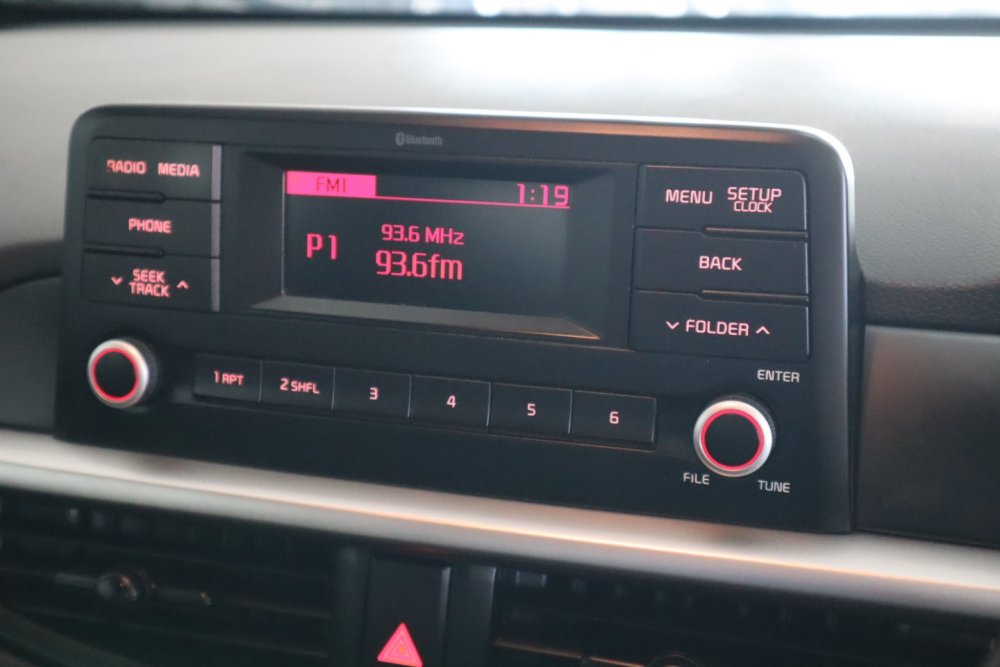 Bluetooth
RADIO MEDIA
PHONE
SEEK
TRACK
FM1 1:19
93.6 MHz
P1 93.6fm
MENU SETUP
CLOCK
BACK
FOLDER
1 RPT 2 SHFL 3 4 5 6
ENTER
FILE TUNE